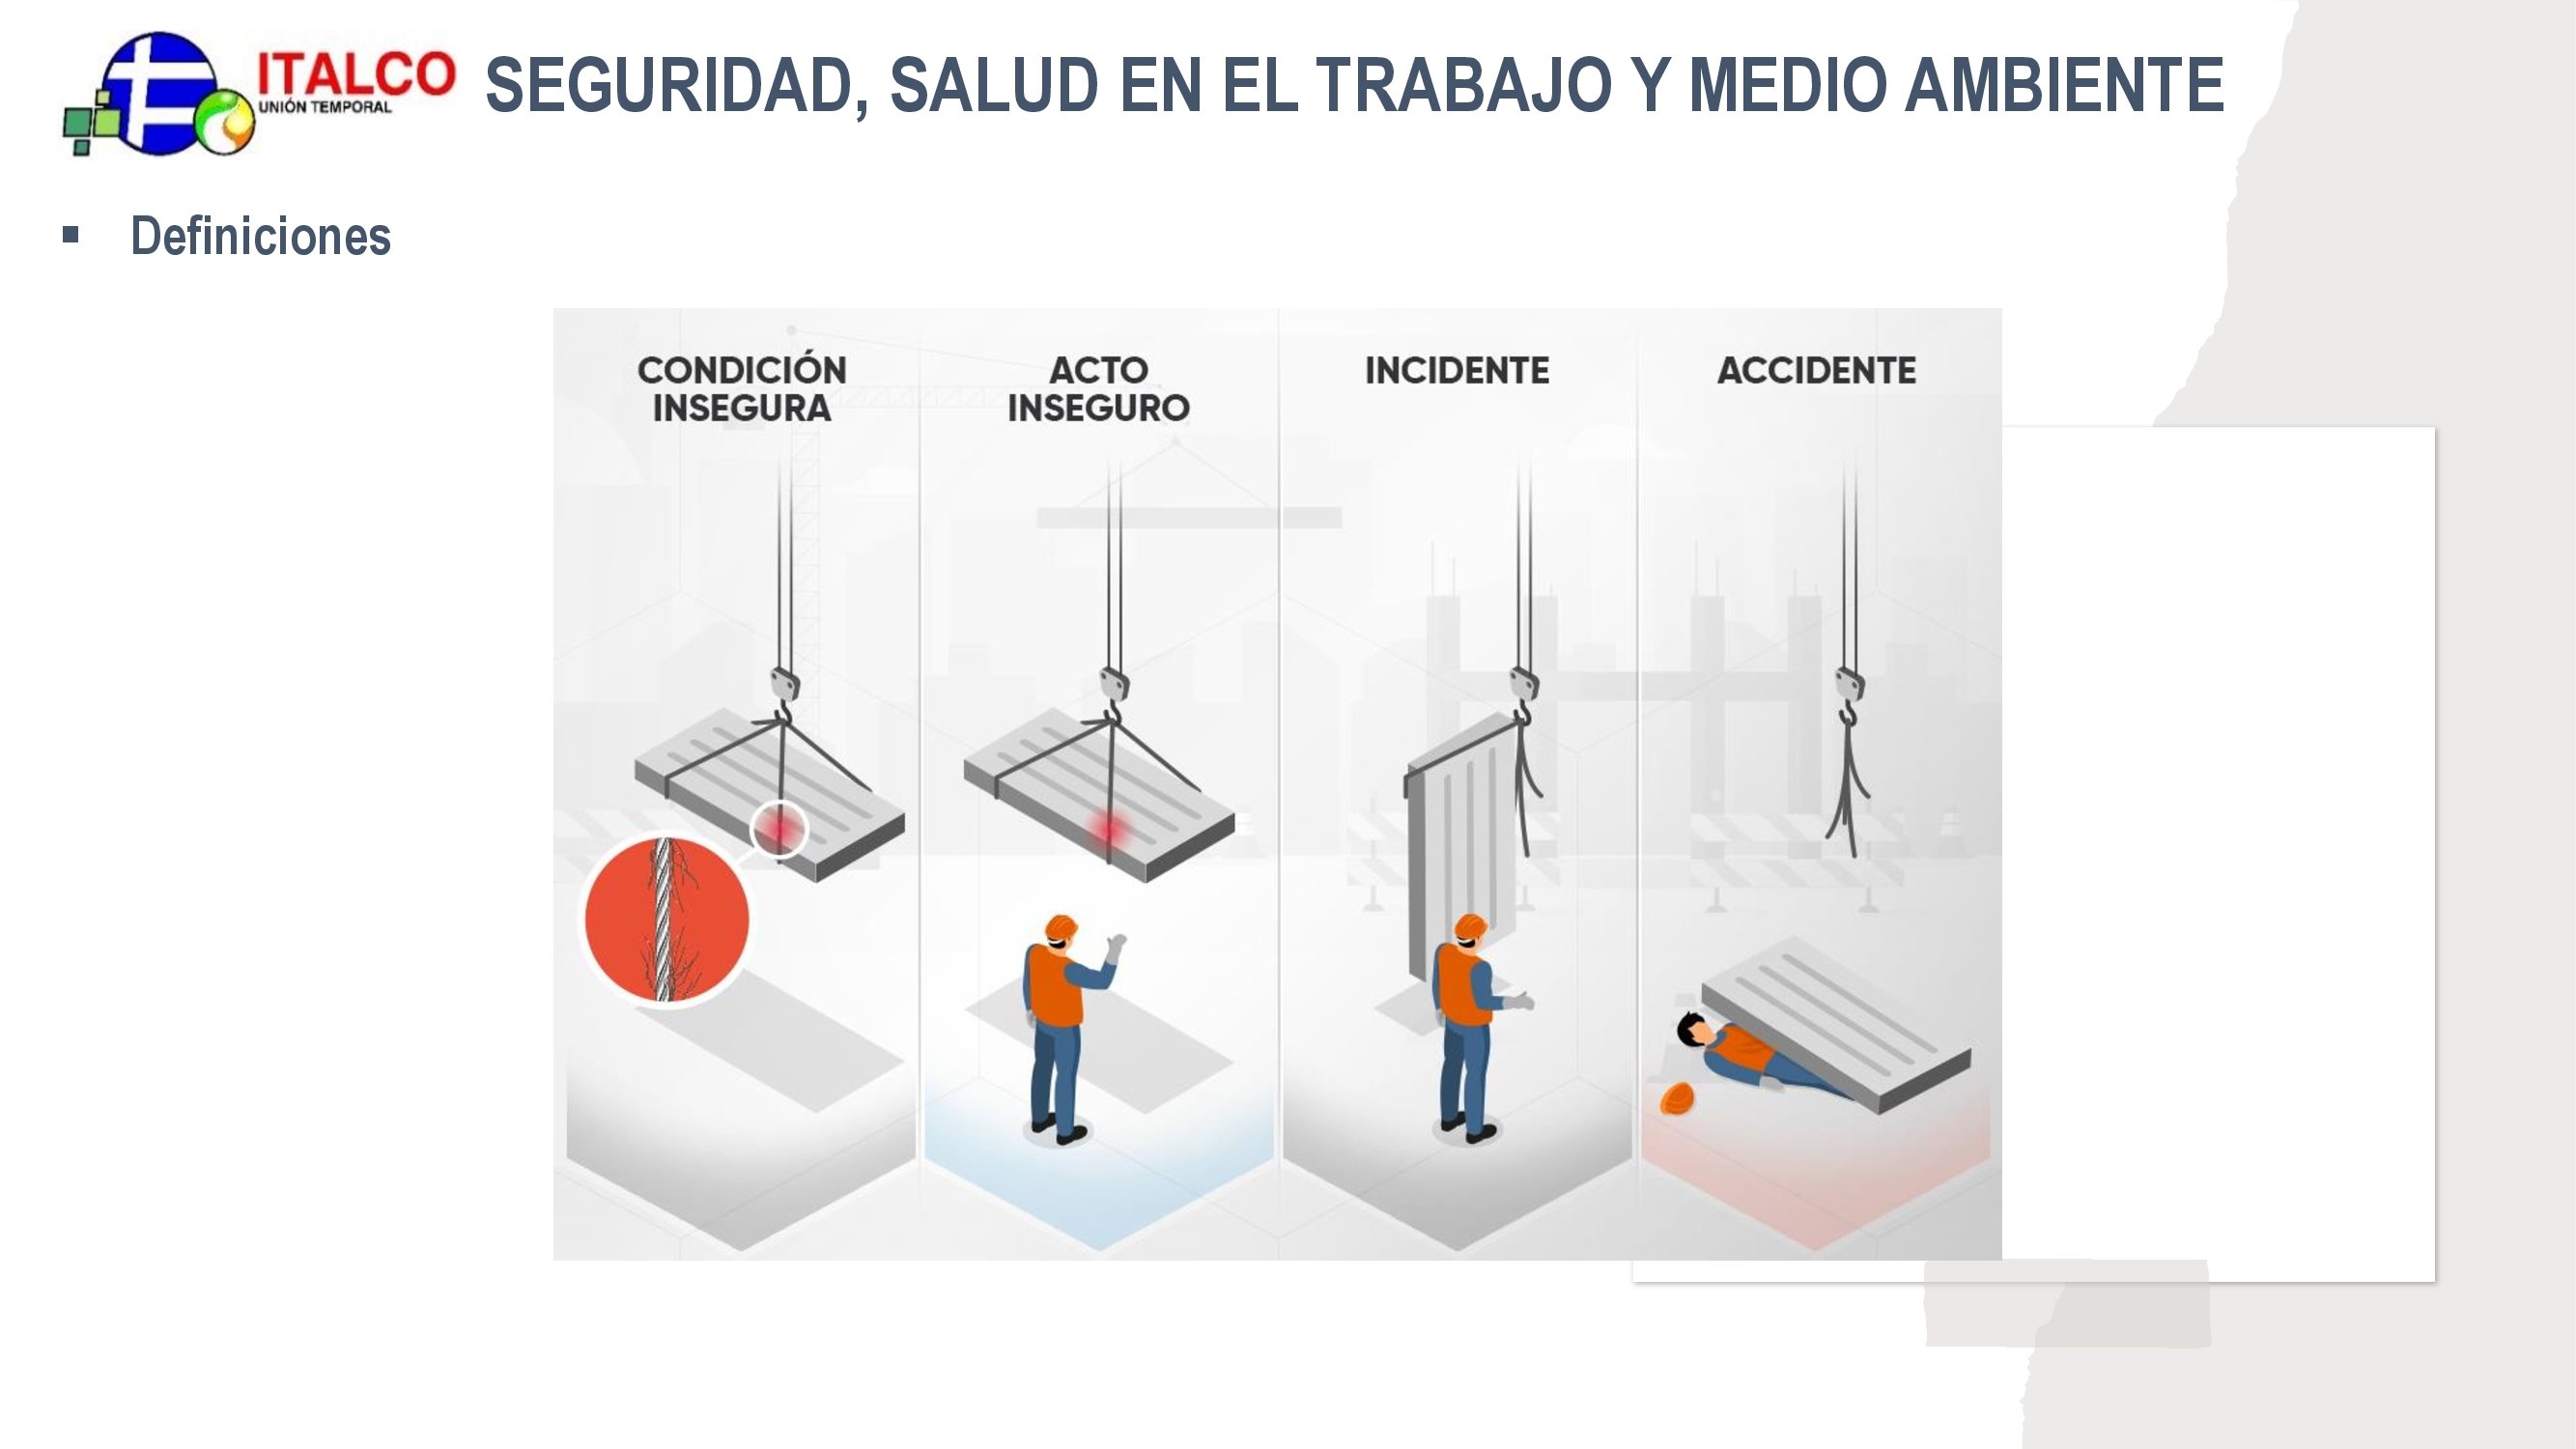 ITALCO
UNIÓN TEMPORAL
SEGURIDAD, SALUD EN EL TRABAJO Y MEDIO AMBIENTE
▪ Definiciones
CONDICIÓN
INSEGURA
ACTO
INSEGURO
INCIDENTE
ACCIDENTE